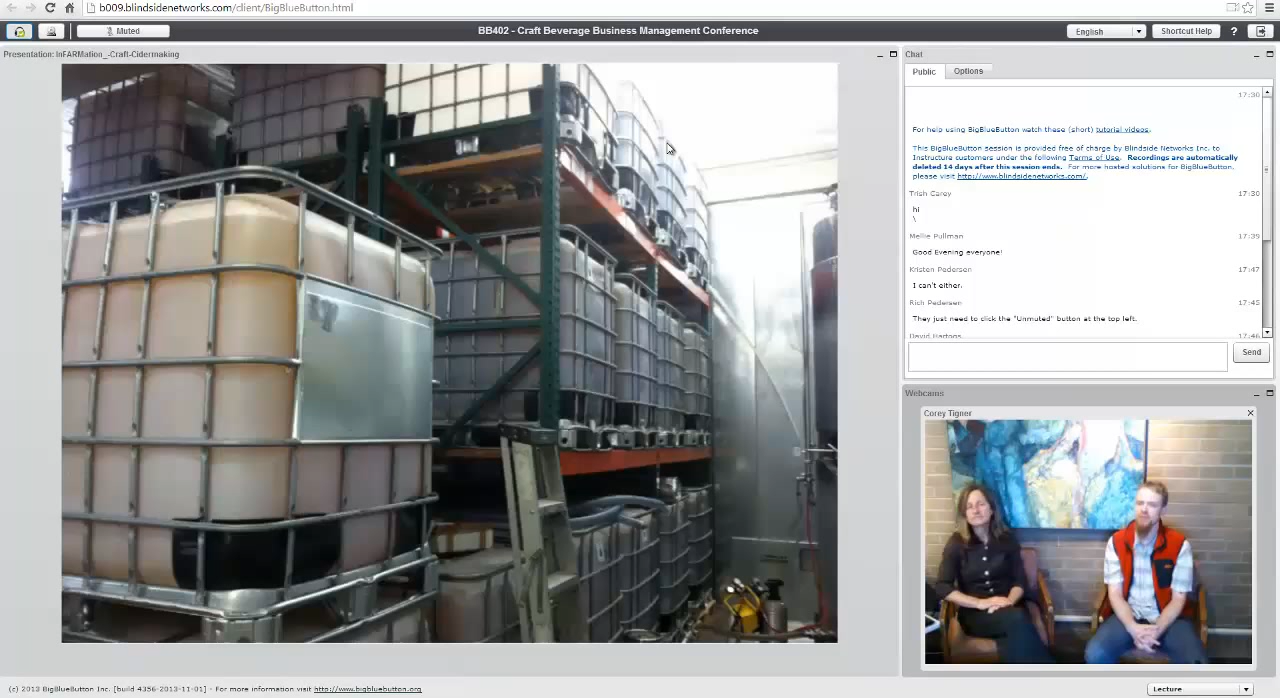 b009.blindsidenetworks.com/client/BigBlueButton.html
Muted
BB402 - Craft Beverage Business Management Conference
English
Shortcut Help
?
Presentation: InFARMation_-Craft-Cidermaking
Chat
Public
Options
17:30
For help using BigBlueButton watch these (short) tutorial videos.
This BigBlueButton session is provided free of charge by Blindside Networks Inc. to
Instructure customers under the following Terms of Use. Recordings are automatically
deleted 14 days after this session ends. For more hosted solutions for BigBlueButton,
please visit http://www.blindsidenetworks.com/.
Trish Carey 17:30
hi
\
Mellie Pullman 17:39
Good Evening everyone!
Kristen Pedersen 17:47
I can't either.
Rich Pedersen 17:45
They just need to click the "Unmuted" button at the top left.
David Bartogs 17:46
Send
Webcams
Corey Tigner
(c) 2013 BigBlueButton Inc. [build 4356-2013-11-01] - For more information visit http://www.bigbluebutton.org
Lecture